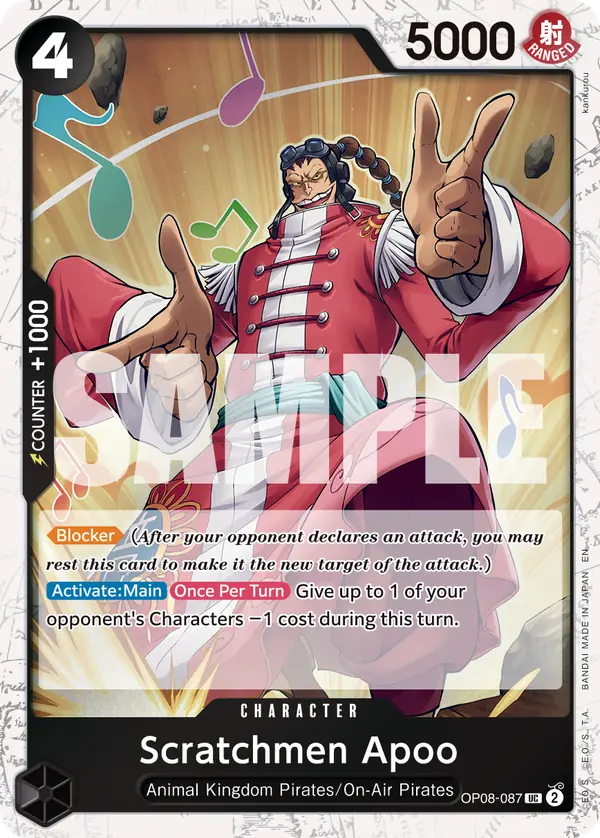 4
5000
射
RANGED
kankurou
COUNTER +1000
SAMPLE
Blocker (After your opponent declares an attack, you may
rest this card to make it the new target of the attack.)
Activate:Main Once Per Turn Give up to 1 of your
opponent's Characters −1 cost during this turn.
BANDAI MADE IN JAPAN EN
©E.O., S., T.A.
CHARACTER
Scratchmen Apoo
Animal Kingdom Pirates/On-Air Pirates
OP08-087 UC 2